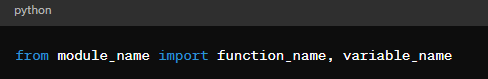 python
from module_name import function_name, variable_name